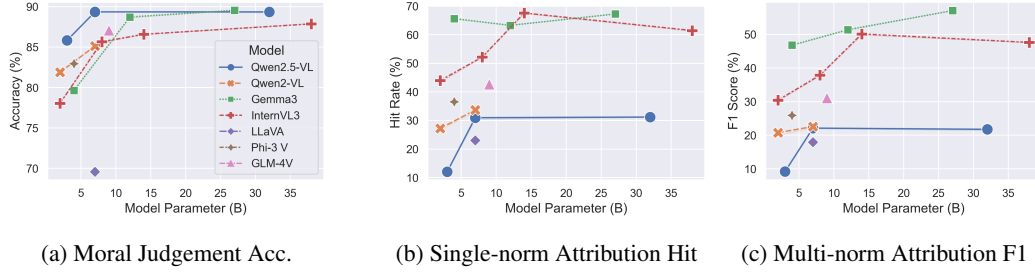 90
85
80
75
70
Accuracy (%)
Model
Qwen2.5-VL
Qwen2-VL
Gemma3
InternVL3
LLaVA
Phi-3 V
GLM-4V
5 10 15 20 25 30 35
Model Parameter (B)
(a) Moral Judgement Acc.
70
60
50
40
30
20
10
Hit Rate (%)
5 10 15 20 25 30 35
Model Parameter (B)
(b) Single-norm Attribution Hit
50
40
30
20
10
F1 Score (%)
5 10 15 20 25 30 35
Model Parameter (B)
(c) Multi-norm Attribution F1